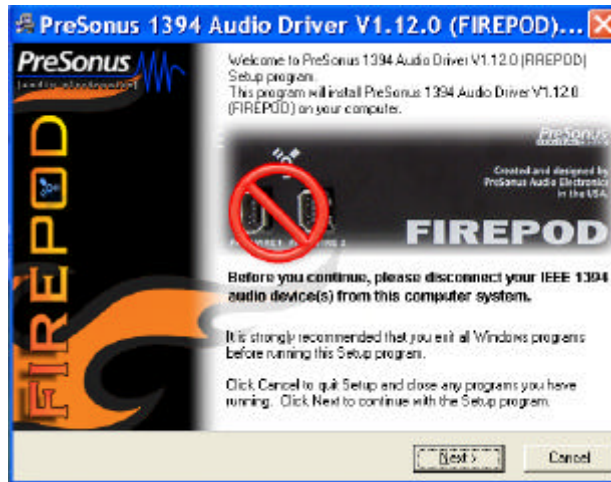 PreSonus 1394 Audio Driver V1.12.0 (FIREPOD)...
PreSonus
FIREPOD
Welcome to PreSonus 1394 Audio Driver V1.12.0 (FIREPOD)
Setup program.
This program will install PreSonus 1394 Audio Driver V1.12.0
(FIREPOD) on your computer.
PreSonus
Created and designed by
PreSonus Audio Electronics
in the USA.
FIREPOD
Before you continue, please disconnect your IEEE 1394
audio device(s) from this computer system.
It is strongly recommended that you exit all Windows programs
before running this Setup program.
Click Cancel to quit Setup and close any programs you have
running. Click Next to continue with the Setup program.
Next >
Cancel